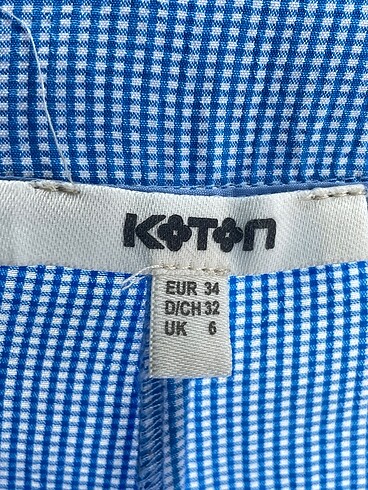 KOTON
EUR 34
D/CH 32
UK 6